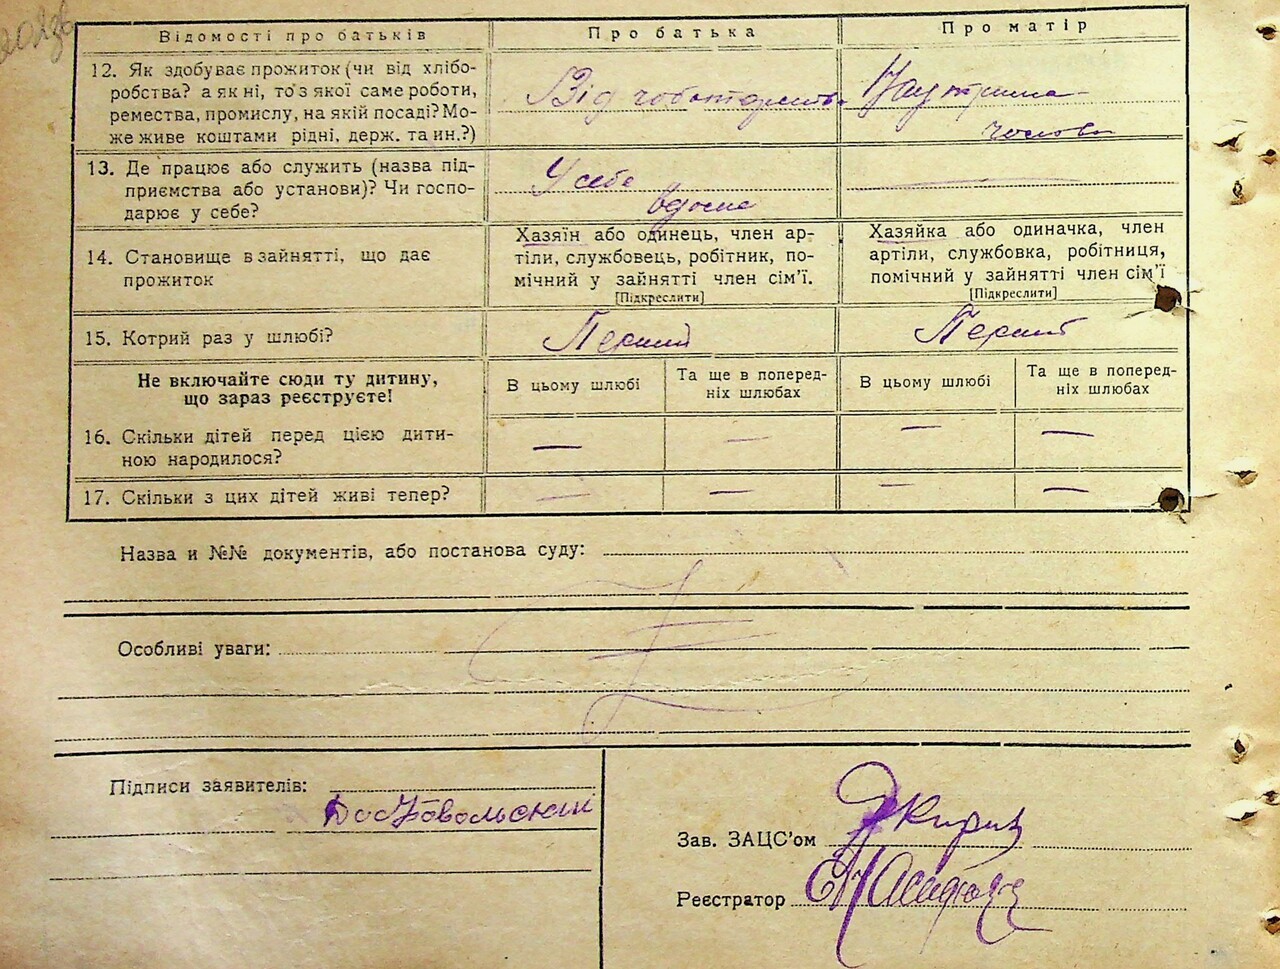 Відомості про батьків
Про батька
Про матір
12. Як здобуває прожиток (чи від хлібо-
робства? а як ні, то з якої саме роботи,
ремества, промислу, на якій посаді? Мо-
же живе коштами рідні, держ. та ин.?)
Від чоботарства
На утрима-
13. Де працює або служить (назва під-
приємства або установи)? Чи госпо-
дарює у себе?
У себе
вдома
14. Становище в зайнятті, що дає
прожиток
Хазяїн або одинець, член ар-
тіли, службовець, робітник, по-
мічний у зайнятті член сім'ї.
[Підкреслити]
Хазяйка або одиначка, член
артіли, службовка, робітниця,
помічний у зайнятті член сім'ї
[Підкреслити]
15. Котрий раз у шлюбі?
Перший
Перший
Не включайте сюди ту дитину,
що зараз реєструєте!
В цьому шлюбі
Та ще в поперед-
ніх шлюбах
В цьому шлюбі
Та ще в поперед-
ніх шлюбах
16. Скільки дітей перед цією дити-
ною народилося?
— — — —
17. Скільки з цих дітей живі тепер?
— — — —
Назва и №№ документів, або постанова суду:
Особливі уваги:
Підписи заявителів:
Зав. ЗАЦС'ом
Реєстратор